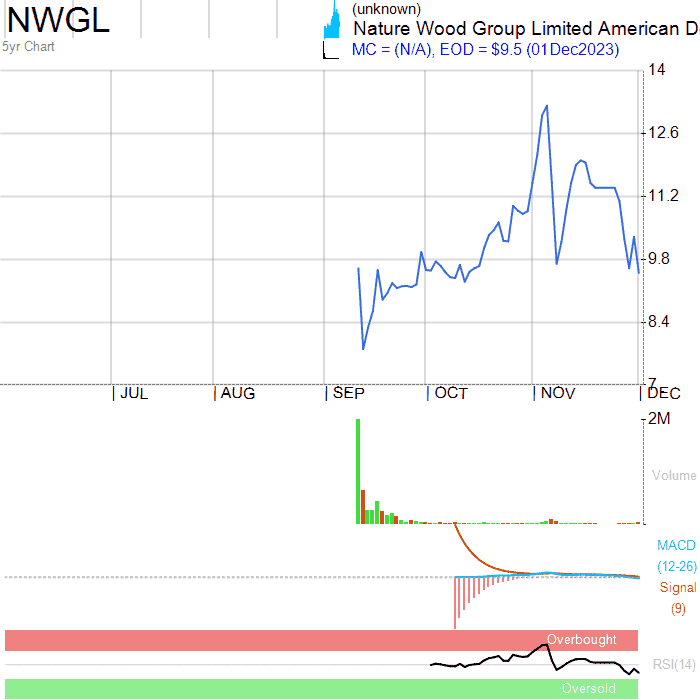 NWGL
5yr Chart
(unknown)
Nature Wood Group Limited American D
MC = (N/A), EOD = $9.5 (01Dec2023)
14
12.6
11.2
9.8
8.4
7
JUL
AUG
SEP
OCT
NOV
DEC
2M
Volume
MACD
(12-26)
Signal
(9)
Overbought
RSI(14)
Oversold